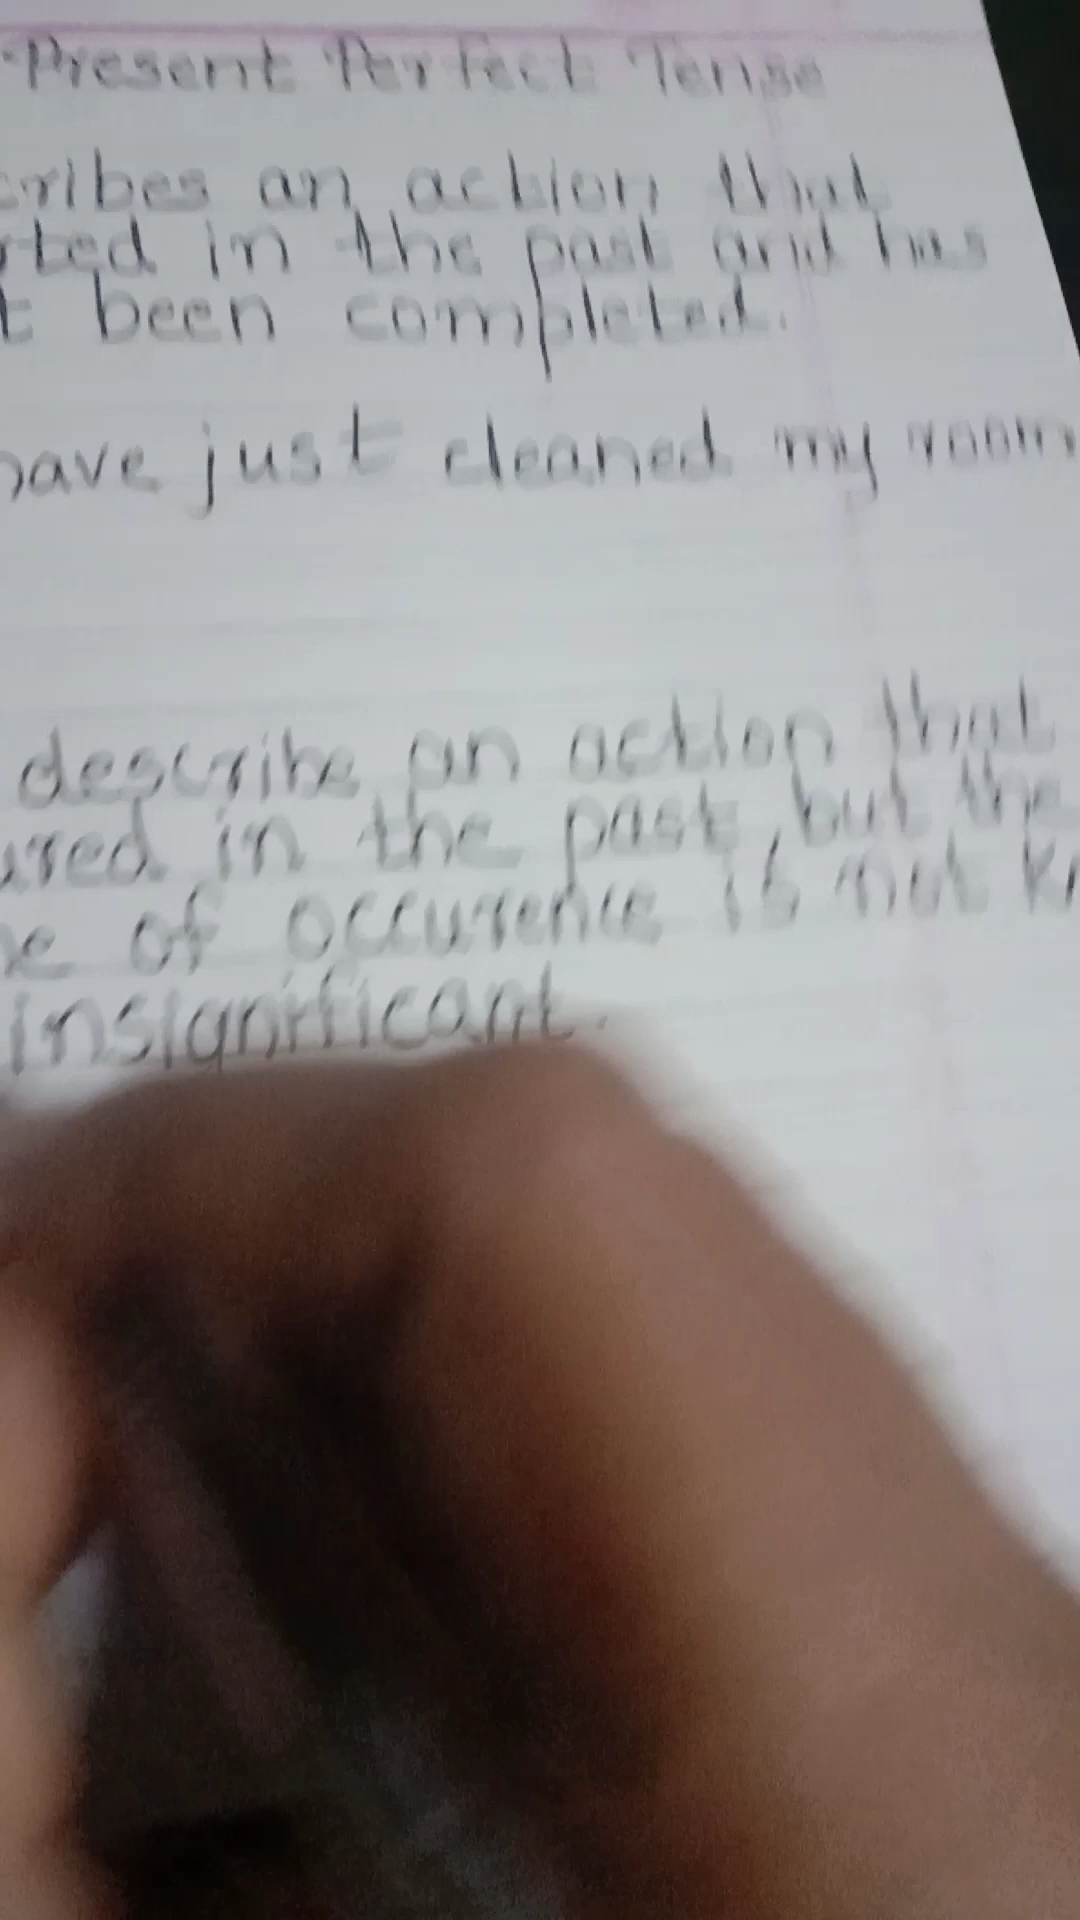 Present Perfect Tense
cribes an action that
rted in the past and has
t been completed.
have just cleaned my room
describe an action that
ured in the past, but the
e of occurence is not kn
insignificant.